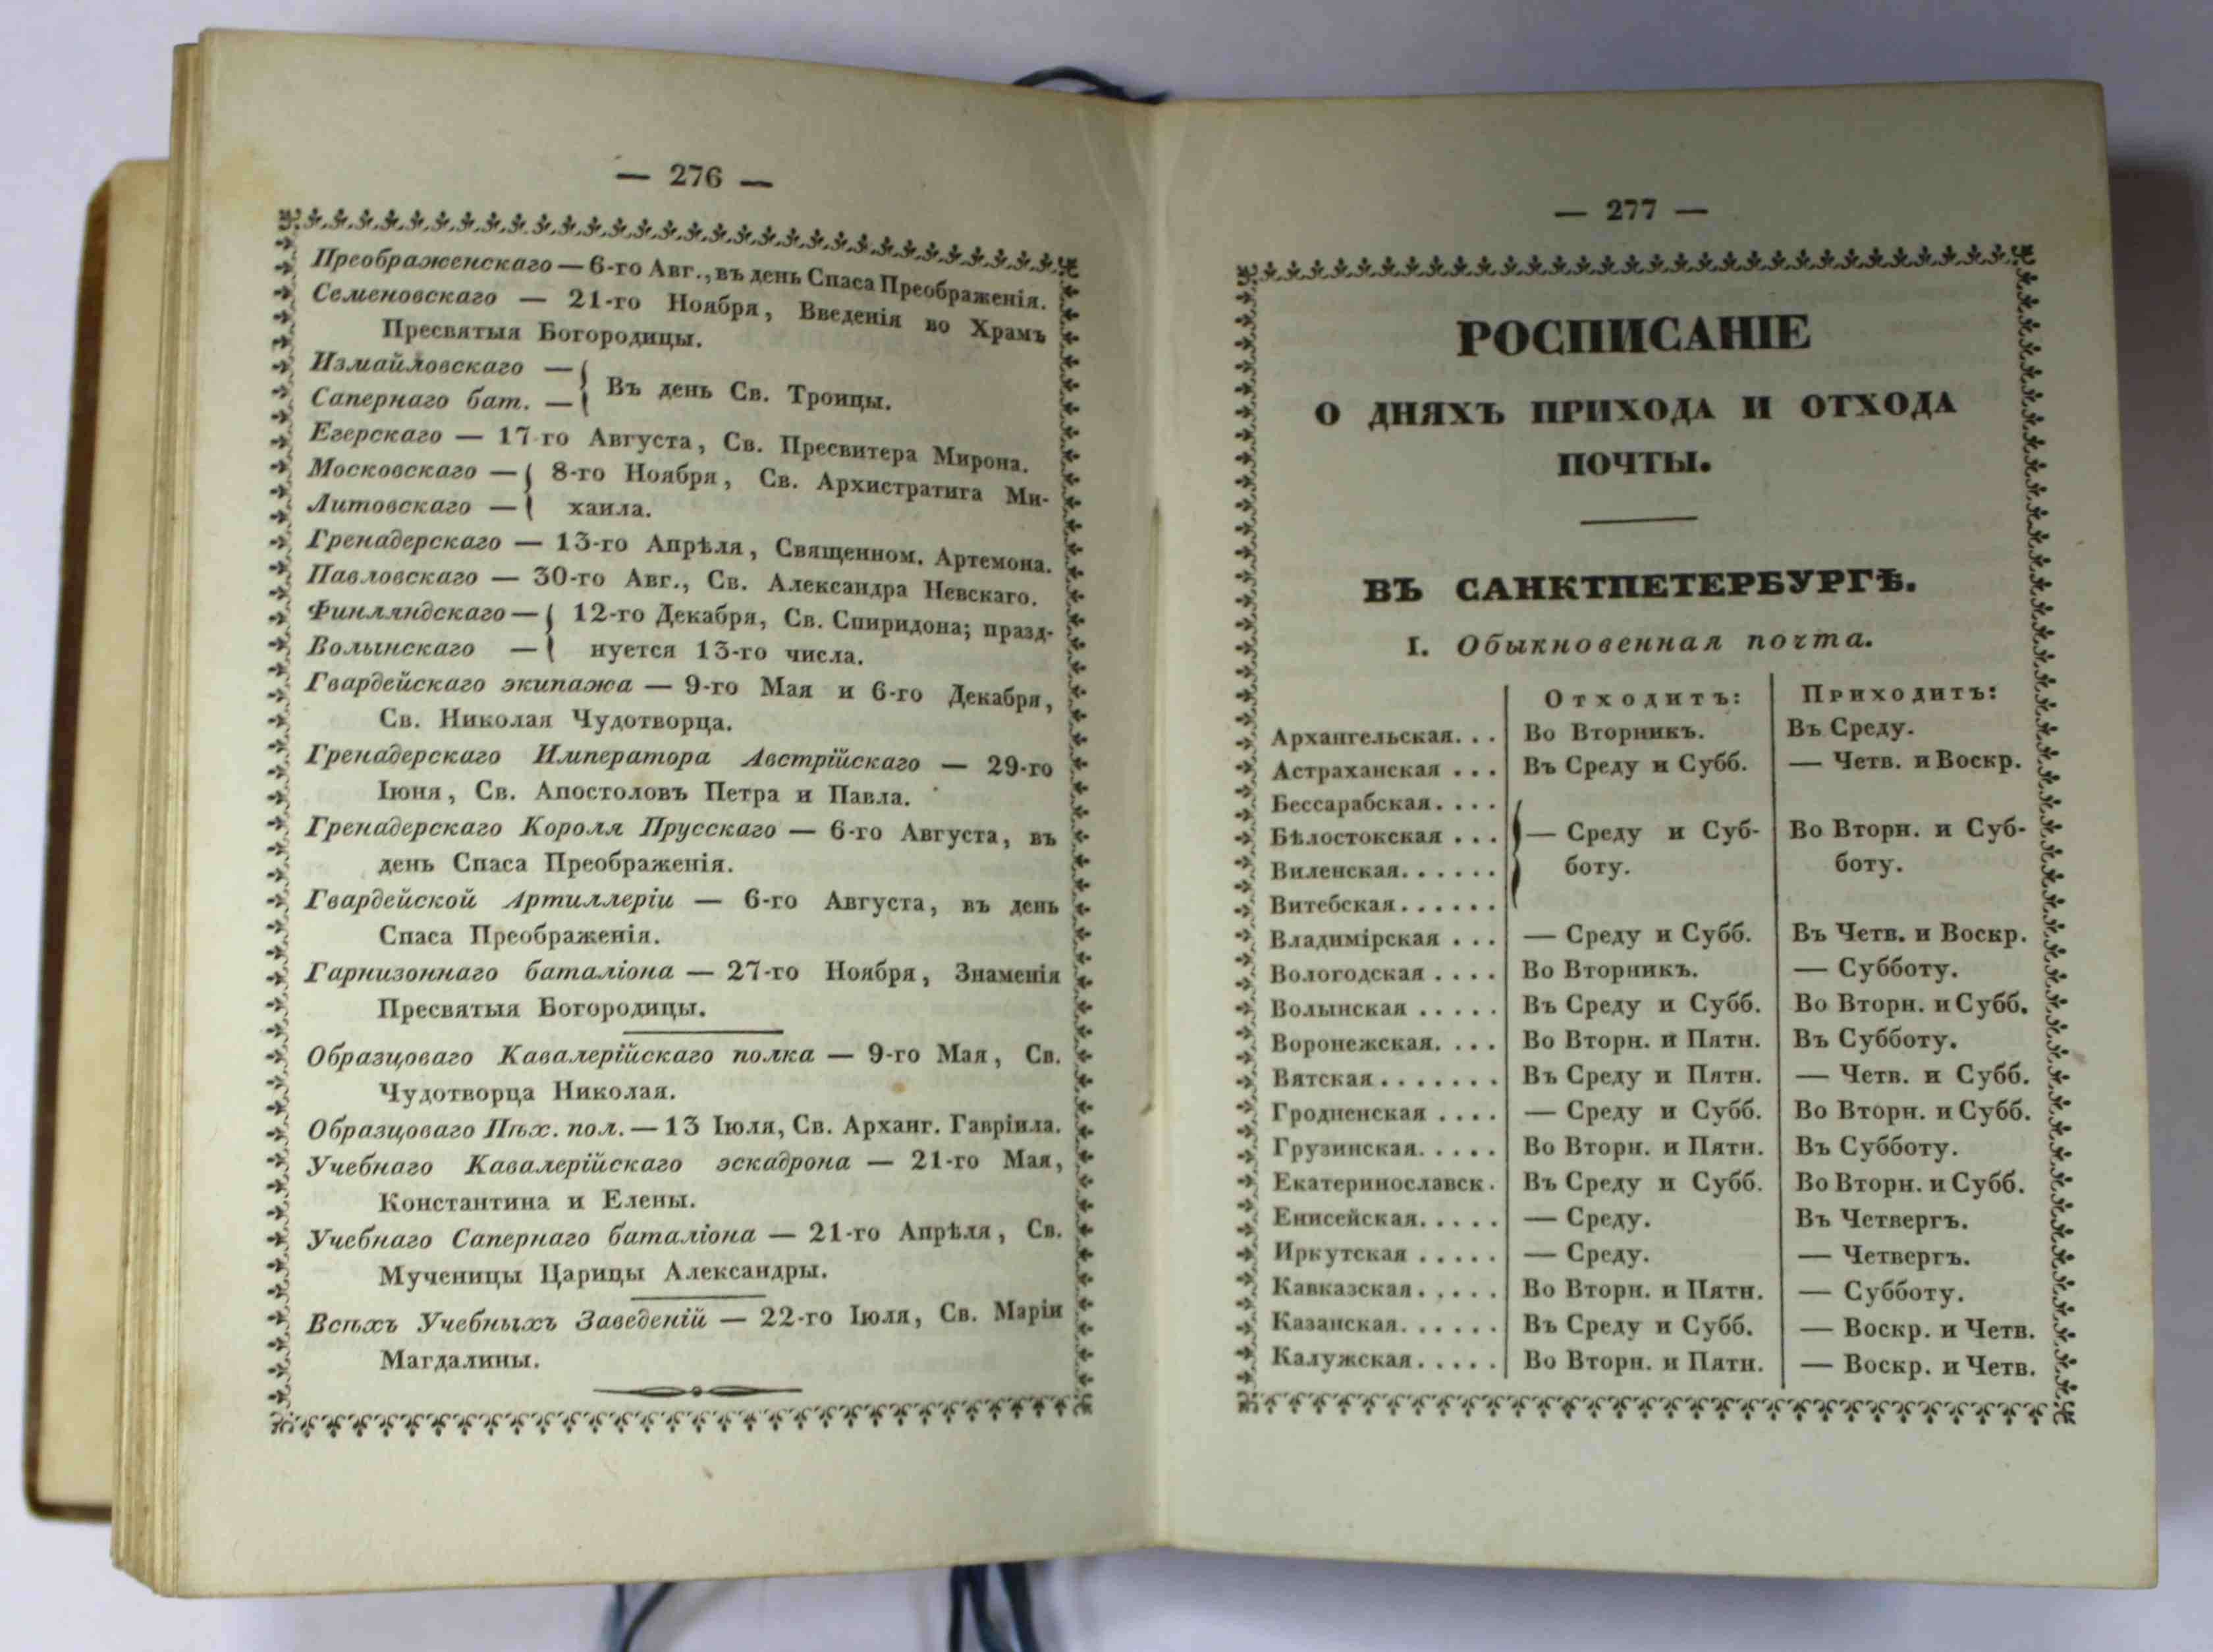 — 276 —
Преображенскаго — 6-го Авг., въ день Спаса Преображенія.
Семеновскаго — 21-го Ноября, Введенія во Храмъ
Пресвятыя Богородицы.
Измайловскаго —
Сапернаго бат. —
Въ день Св. Троицы.
Егерскаго — 17-го Августа, Св. Пресвитера Мирона.
Московскаго — 8-го Ноября, Св. Архистратига Ми-
Литовскаго — хаила.
Гренадерскаго — 13-го Апрѣля, Священном. Артемона.
Павловскаго — 30-го Авг., Св. Александра Невскаго.
Финляндскаго — 12-го Декабря, Св. Спиридона; празд-
Волынскаго — нуется 13-го числа.
Гвардейскаго экипажа — 9-го Мая и 6-го Декабря,
Св. Николая Чудотворца.
Гренадерскаго Императора Австрійскаго — 29-го
Іюня, Св. Апостоловъ Петра и Павла.
Гренадерскаго Короля Прусскаго — 6-го Августа, въ
день Спаса Преображенія.
Гвардейской Артиллеріи — 6-го Августа, въ день
Спаса Преображенія.
Гарнизоннаго баталіона — 27-го Ноября, Знаменія
Пресвятыя Богородицы.
Образцоваго Кавалерійскаго полка — 9-го Мая, Св.
Чудотворца Николая.
Образцоваго Пѣх. пол. — 13 Іюля, Св. Арханг. Гавріила.
Учебнаго Кавалерійскаго эскадрона — 21-го Мая,
Константина и Елены.
Учебнаго Сапернаго баталіона — 21-го Апрѣля, Св.
Мученицы Царицы Александры.
Всѣхъ Учебныхъ Заведеній — 22-го Іюля, Св. Маріи
Магдалины.
— 277 —
РОСПИСАНІЕ
О ДНЯХЪ ПРИХОДА И ОТХОДА
ПОЧТЫ.
ВЪ САНКТПЕТЕРБУРГѢ.
I. Обыкновенная почта.
Отходитъ: Приходитъ:
Архангельская. . . Во Вторникъ. Въ Среду.
Астраханская . . . Въ Среду и Субб. — Четв. и Воскр.
Бессарабская. . . .
Бѣлостокская . . . — Среду и Суб- Во Вторн. и Суб-
Виленская. . . . . . боту. боту.
Витебская. . . . . .
Владимірская . . . — Среду и Субб. Въ Четв. и Воскр.
Вологодская . . . . Во Вторникъ. — Субботу.
Волынская . . . . . Въ Среду и Субб. Во Вторн. и Субб.
Воронежская. . . . Во Вторн. и Пятн. Въ Субботу.
Вятская. . . . . . . Въ Среду и Пятн. — Четв. и Субб.
Гродненская . . . . — Среду и Субб. Во Вторн. и Субб.
Грузинская. . . . . Во Вторн. и Пятн. Въ Субботу.
Екатеринославск. Въ Среду и Субб. Во Вторн. и Субб.
Енисейская. . . . . — Среду. Въ Четвергъ.
Иркутская . . . . . — Среду. — Четвергъ.
Кавказская. . . . . Во Вторн. и Пятн. — Субботу.
Казанская. . . . . . Въ Среду и Субб. — Воскр. и Четв.
Калужская. . . . . Во Вторн. и Пятн. — Воскр. и Четв.